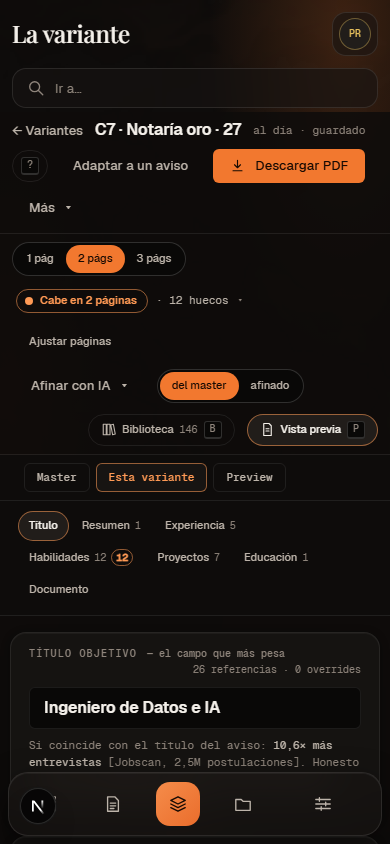 La variante
PR
Ir a…
← Variantes C7 · Notaría oro · 27 al día · guardado
? Adaptar a un aviso Descargar PDF
Más
1 pág 2 págs 3 págs
Cabe en 2 páginas · 12 huecos
Ajustar páginas
Afinar con IA del master afinado
Biblioteca 146 B Vista previa P
Master Esta variante Preview
Título Resumen 1 Experiencia 5
Habilidades 12 12 Proyectos 7 Educación 1
Documento
TÍTULO OBJETIVO — el campo que más pesa
26 referencias · 0 overrides
Ingeniero de Datos e IA
Si coincide con el título del aviso: 10,6× más
entrevistas [Jobscan, 2,5M postulaciones]. Honesto
N